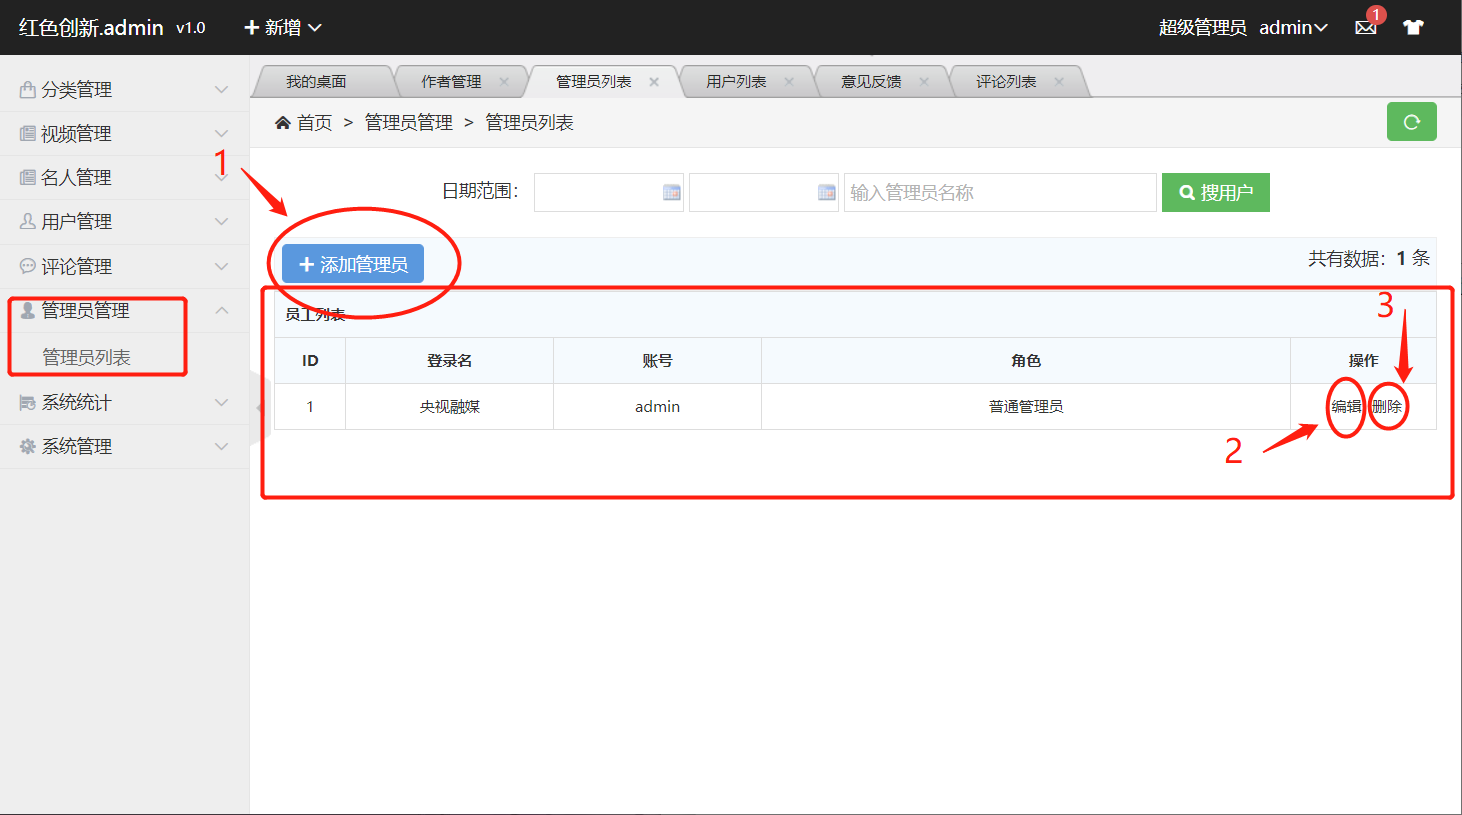 红色创新.admin v1.0 新增 超级管理员 admin 1
分类管理
视频管理
名人管理
用户管理
评论管理
管理员管理
管理员列表
系统统计
系统管理
我的桌面 作者管理 管理员列表 用户列表 意见反馈 评论列表
首页 > 管理员管理 > 管理员列表
1
日期范围： 输入管理员名称 搜用户
添加管理员 共有数据：1 条
3
员工列表
ID 登录名 账号 角色 操作
1 央视融媒 admin 普通管理员 编辑 删除
2